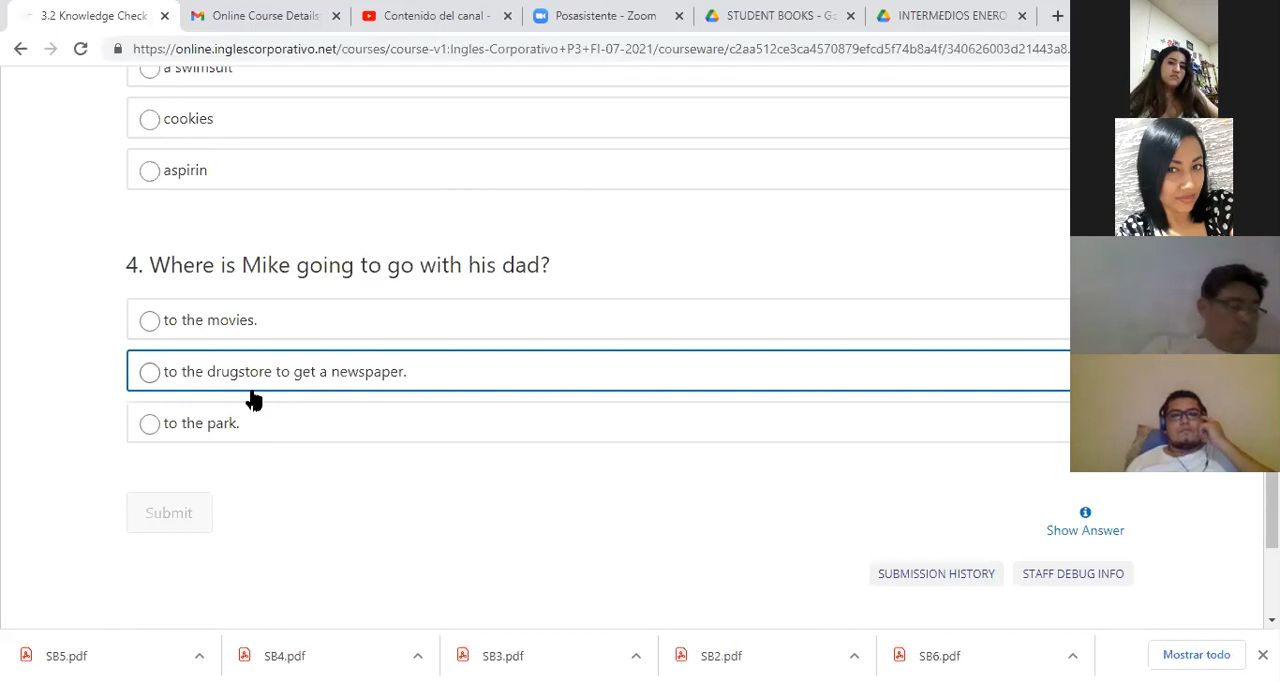 3.2 Knowledge Check
Online Course Details
Contenido del canal -
Posasistente - Zoom
STUDENT BOOKS - Go
INTERMEDIOS ENERO
https://online.inglescorporativo.net/courses/course-v1:Ingles-Corporativo+P3+FI-07-2021/courseware/c2aa512ce3ca4570879efcd5f74b8a4f/340626003d21443a8.
a swimsuit
cookies
aspirin
4. Where is Mike going to go with his dad?
to the movies.
to the drugstore to get a newspaper.
to the park.
Submit
Show Answer
SUBMISSION HISTORY
STAFF DEBUG INFO
SB5.pdf
SB4.pdf
SB3.pdf
SB2.pdf
SB6.pdf
Mostrar todo